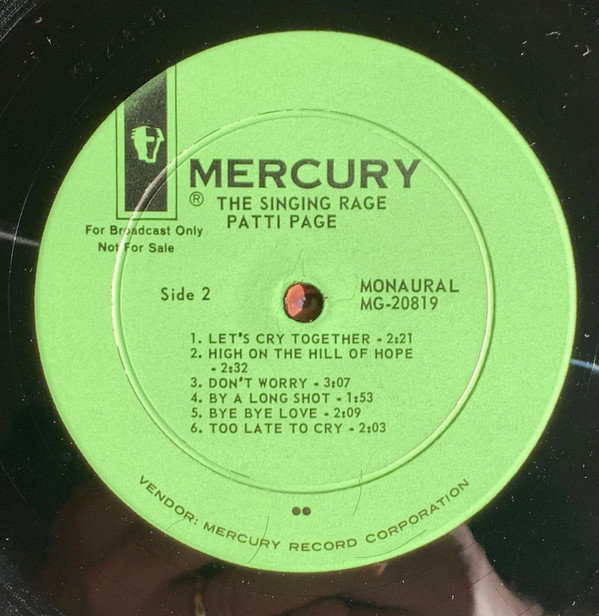 MERCURY
® THE SINGING RAGE
PATTI PAGE
For Broadcast Only
Not For Sale
Side 2
MONAURAL
MG-20819
1. LET'S CRY TOGETHER - 2:21
2. HIGH ON THE HILL OF HOPE
- 2:32
3. DON'T WORRY - 3:07
4. BY A LONG SHOT - 1:53
5. BYE BYE LOVE - 2:09
6. TOO LATE TO CRY - 2:03
VENDOR: MERCURY RECORD CORPORATION